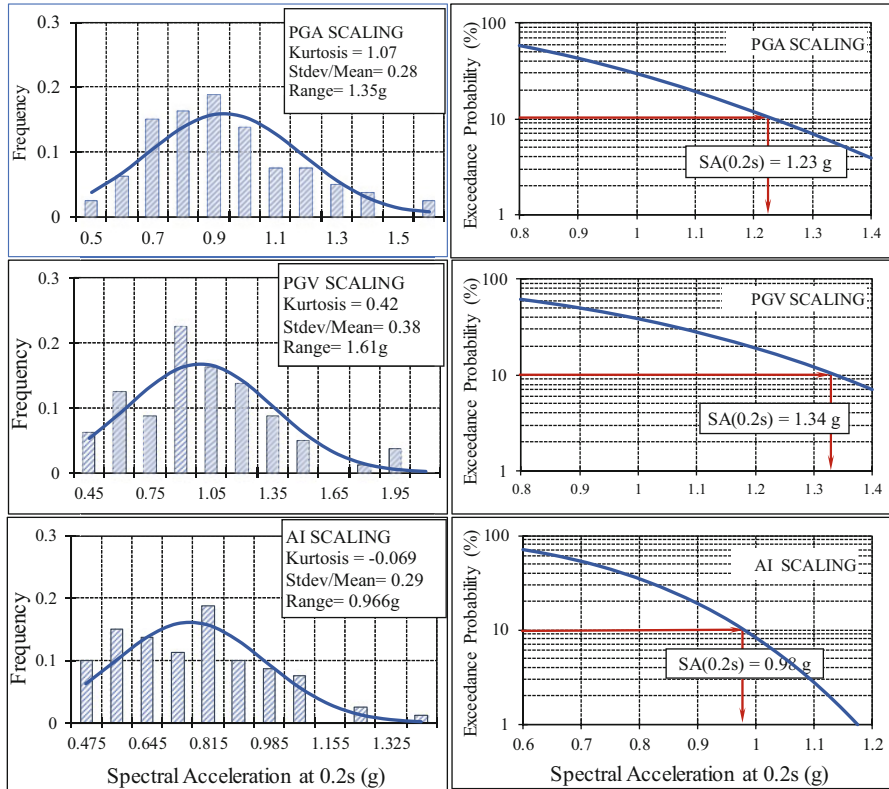 PGA SCALING
Kurtosis = 1.07
Stdev/Mean= 0.28
Range= 1.35g
Frequency
0.3
0.2
0.1
0
0.5 0.7 0.9 1.1 1.3 1.5
PGA SCALING
Exceedance Probability (%)
100
10
1
SA(0.2s) = 1.23 g
0.8 0.9 1 1.1 1.2 1.3 1.4
PGV SCALING
Kurtosis = 0.42
Stdev/Mean= 0.38
Range= 1.61g
Frequency
0.3
0.2
0.1
0
0.45 0.75 1.05 1.35 1.65 1.95
PGV SCALING
Exceedance Probability (%)
100
10
1
SA(0.2s) = 1.34 g
0.8 0.9 1 1.1 1.2 1.3 1.4
AI SCALING
Kurtosis = -0.069
Stdev/Mean= 0.29
Range= 0.966g
Frequency
0.3
0.2
0.1
0
0.475 0.645 0.815 0.985 1.155 1.325
Spectral Acceleration at 0.2s (g)
AI SCALING
Exceedance Probability (%)
100
10
1
SA(0.2s) = 0.98 g
0.6 0.7 0.8 0.9 1 1.1 1.2
Spectral Acceleration at 0.2s (g)